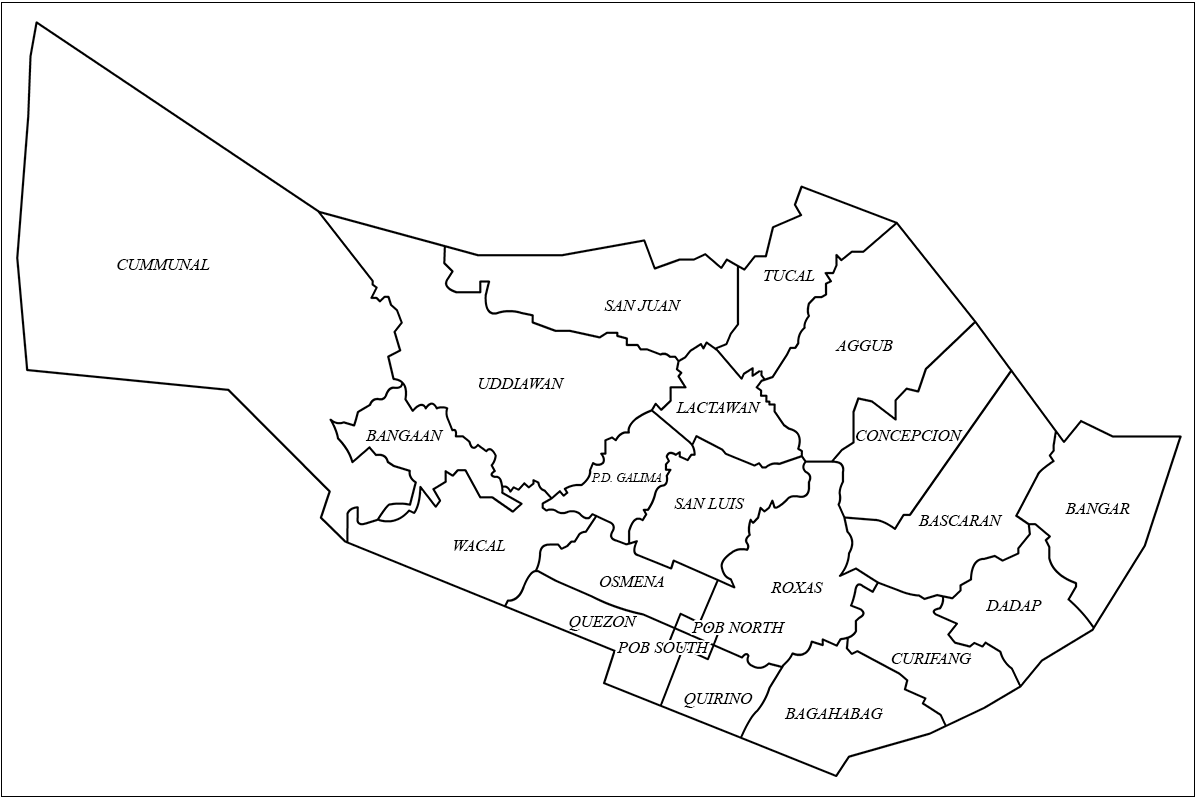 CUMMUNAL
TUCAL
SAN JUAN
AGGUB
UDDIAWAN
LACTAWAN
BANGAAN
CONCEPCION
P.D. GALIMA
SAN LUIS
BANGAR
BASCARAN
WACAL
OSMENA
ROXAS
DADAP
QUEZON
POB NORTH
POB SOUTH
CURIFANG
QUIRINO
BAGAHABAG